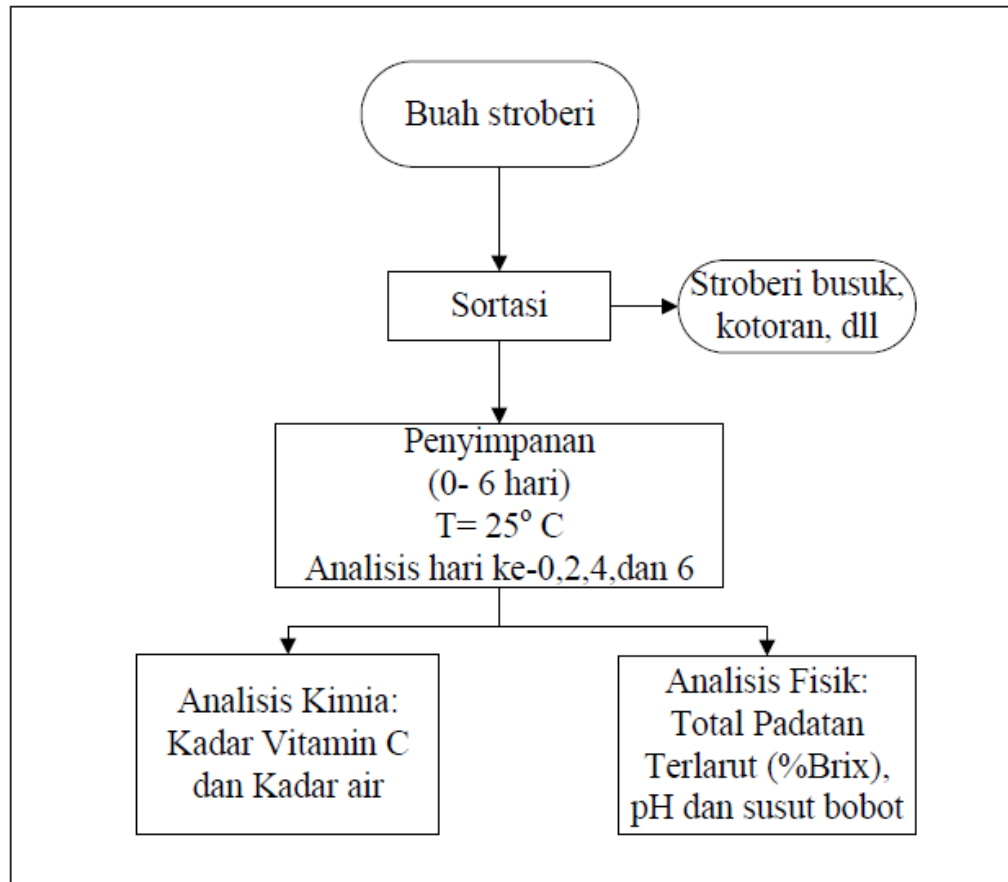 Buah stroberi
Sortasi
Stroberi busuk,
kotoran, dll
Penyimpanan
(0- 6 hari)
T= 25° C
Analisis hari ke-0,2,4,dan 6
Analisis Kimia:
Kadar Vitamin C
dan Kadar air
Analisis Fisik:
Total Padatan
Terlarut (%Brix),
pH dan susut bobot